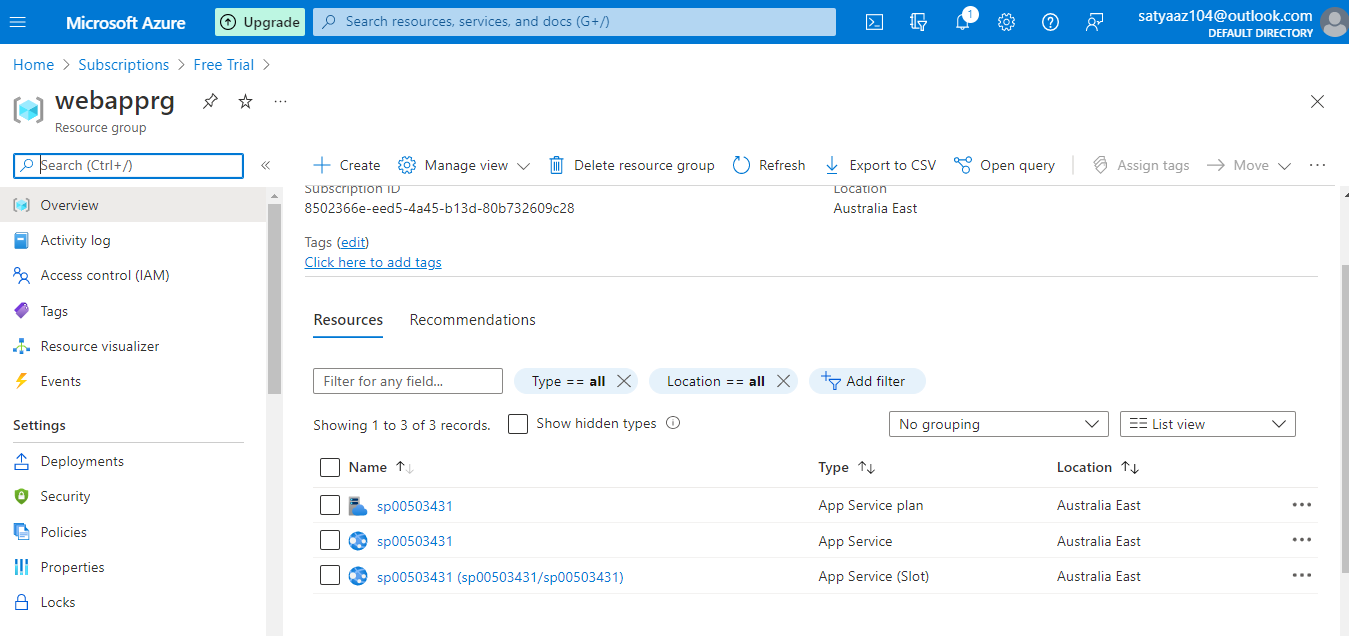 Microsoft Azure
Upgrade
Search resources, services, and docs (G+/)
1
satyaaz104@outlook.com
DEFAULT DIRECTORY
Home > Subscriptions > Free Trial >
webapprg
Resource group
Search (Ctrl+/)
Create
Manage view
Delete resource group
Refresh
Export to CSV
Open query
Assign tags
Move
Overview
Activity log
Access control (IAM)
Tags
Resource visualizer
Events
Settings
Deployments
Security
Policies
Properties
Locks
Subscription ID
8502366e-eed5-4a45-b13d-80b732609c28
Location
Australia East
Tags (edit)
Click here to add tags
Resources
Recommendations
Filter for any field...
Type == all
Location == all
Add filter
Showing 1 to 3 of 3 records.
Show hidden types
No grouping
List view
Name Type Location
sp00503431 App Service plan Australia East
sp00503431 App Service Australia East
sp00503431 (sp00503431/sp00503431) App Service (Slot) Australia East